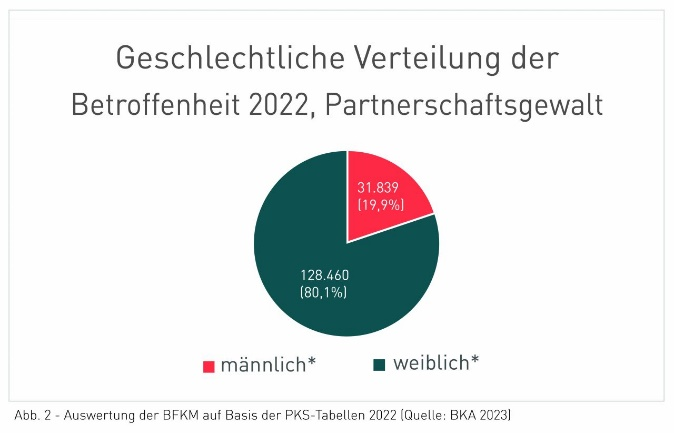 Geschlechtliche Verteilung der
Betroffenheit 2022, Partnerschaftsgewalt
31.839
(19,9%)
128.460
(80,1%)
männlich*
weiblich*
Abb. 2 - Auswertung der BFKM auf Basis der PKS-Tabellen 2022 (Quelle: BKA 2023)